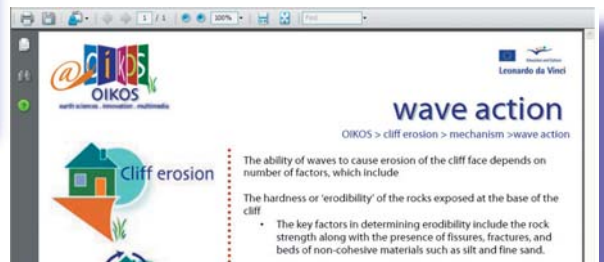 1 / 1
100%
Find
@OIKOS
OIKOS
earth sciences . innovation . multimedia
Education and Culture
Leonardo da Vinci
wave action
OIKOS > cliff erosion > mechanism >wave action
Cliff erosion
The ability of waves to cause erosion of the cliff face depends on
number of factors, which include
The hardness or 'erodibility' of the rocks exposed at the base of the
cliff
• The key factors in determining erodibility include the rock
strength along with the presence of fissures, fractures, and
beds of non-cohesive materials such as silt and fine sand.